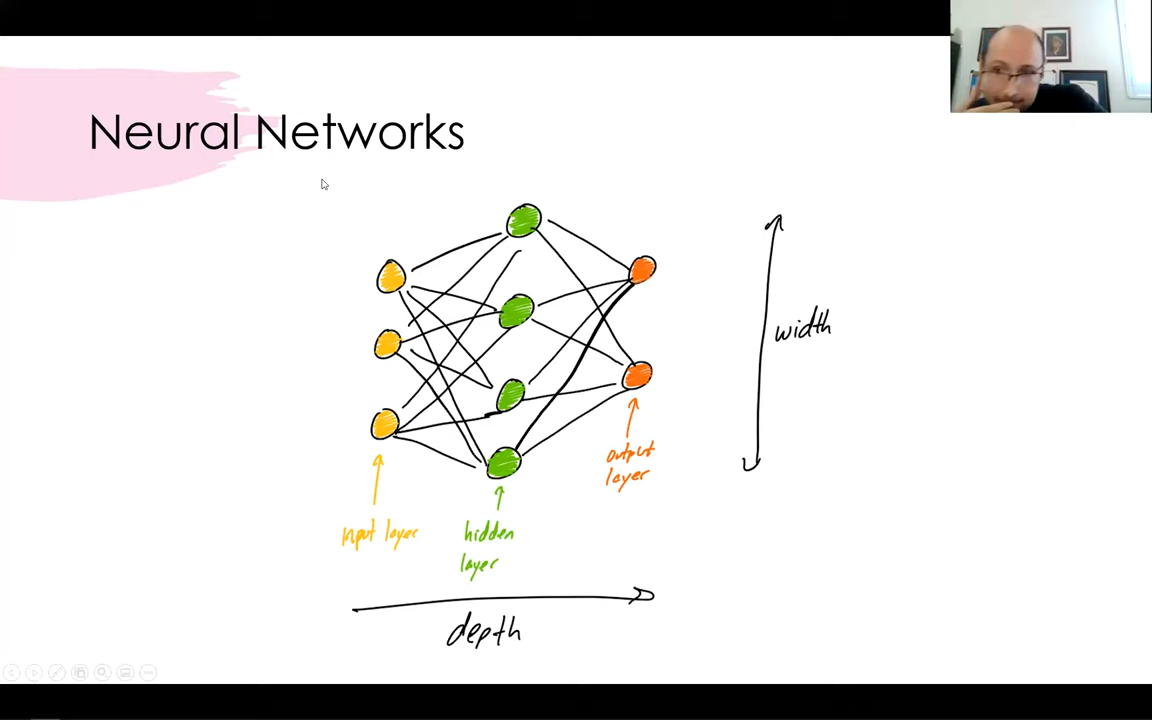 Neural Networks
width
output
layer
input layer
hidden
layer
depth